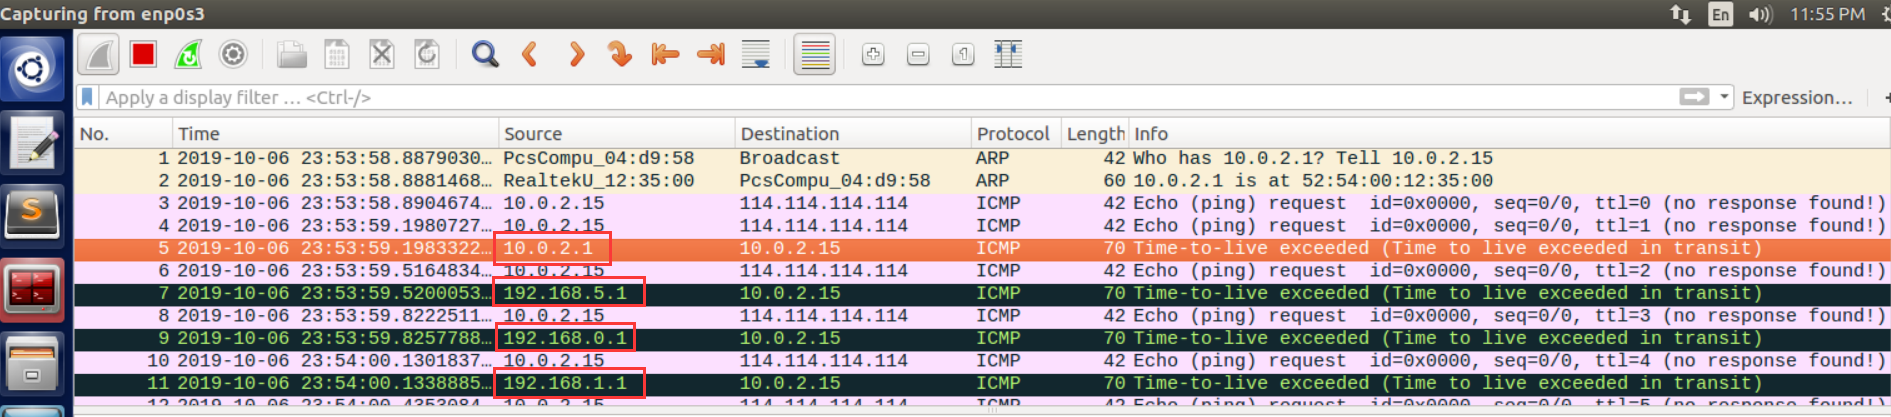 Capturing from enp0s3 En 11:55 PM
Apply a display filter … <Ctrl-/> Expression… +
No. Time Source Destination Protocol Length Info
1 2019-10-06 23:53:58.8879030… PcsCompu_04:d9:58 Broadcast ARP 42 Who has 10.0.2.1? Tell 10.0.2.15
2 2019-10-06 23:53:58.8881468… RealtekU_12:35:00 PcsCompu_04:d9:58 ARP 60 10.0.2.1 is at 52:54:00:12:35:00
3 2019-10-06 23:53:58.8904674… 10.0.2.15 114.114.114.114 ICMP 42 Echo (ping) request id=0x0000, seq=0/0, ttl=0 (no response found!)
4 2019-10-06 23:53:59.1980727… 10.0.2.15 114.114.114.114 ICMP 42 Echo (ping) request id=0x0000, seq=0/0, ttl=1 (no response found!)
5 2019-10-06 23:53:59.1983322… 10.0.2.1 10.0.2.15 ICMP 70 Time-to-live exceeded (Time to live exceeded in transit)
6 2019-10-06 23:53:59.5164834… 10.0.2.15 114.114.114.114 ICMP 42 Echo (ping) request id=0x0000, seq=0/0, ttl=2 (no response found!)
7 2019-10-06 23:53:59.5200053… 192.168.5.1 10.0.2.15 ICMP 70 Time-to-live exceeded (Time to live exceeded in transit)
8 2019-10-06 23:53:59.8222511… 10.0.2.15 114.114.114.114 ICMP 42 Echo (ping) request id=0x0000, seq=0/0, ttl=3 (no response found!)
9 2019-10-06 23:53:59.8257788… 192.168.0.1 10.0.2.15 ICMP 70 Time-to-live exceeded (Time to live exceeded in transit)
10 2019-10-06 23:54:00.1301837… 10.0.2.15 114.114.114.114 ICMP 42 Echo (ping) request id=0x0000, seq=0/0, ttl=4 (no response found!)
11 2019-10-06 23:54:00.1338885… 192.168.1.1 10.0.2.15 ICMP 70 Time-to-live exceeded (Time to live exceeded in transit)
12 2019-10-06 23:54:00.4353084… 10.0.2.15 114.114.114.114 ICMP 42 Echo (ping) request id=0x0000, seq=0/0, ttl=5 (no response found!)